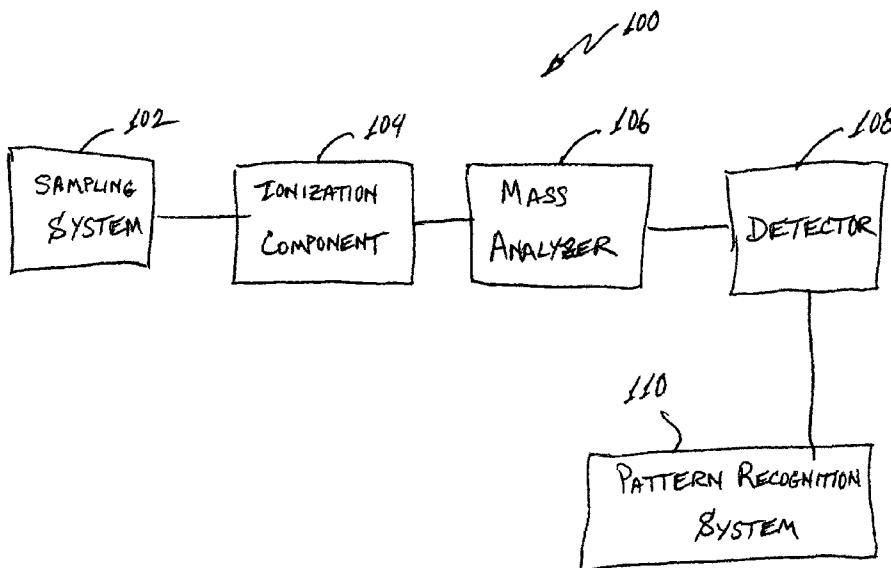 100
102
104
106
108
SAMPLING
SYSTEM
IONIZATION
COMPONENT
MASS
ANALYZER
DETECTOR
110
PATTERN RECOGNITION
SYSTEM